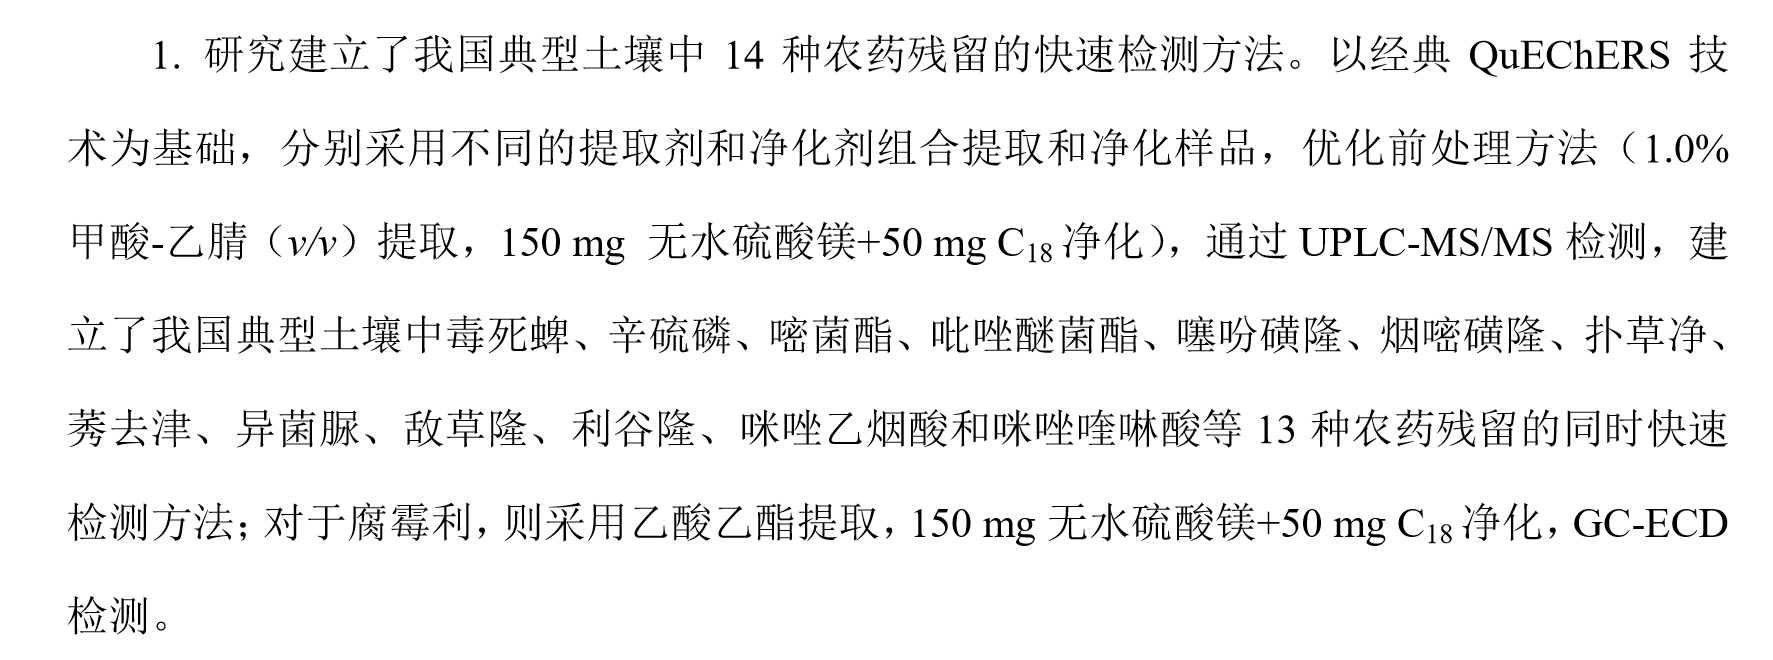 1. 研究建立了我国典型土壤中 14 种农药残留的快速检测方法。以经典 QuEChERS 技
术为基础，分别采用不同的提取剂和净化剂组合提取和净化样品，优化前处理方法（1.0%
甲酸-乙腈（v/v）提取，150 mg 无水硫酸镁+50 mg C18净化），通过 UPLC-MS/MS 检测，建
立了我国典型土壤中毒死蜱、辛硫磷、嘧菌酯、吡唑醚菌酯、噻吩磺隆、烟嘧磺隆、扑草净、
莠去津、异菌脲、敌草隆、利谷隆、咪唑乙烟酸和咪唑喹啉酸等 13 种农药残留的同时快速
检测方法；对于腐霉利，则采用乙酸乙酯提取，150 mg 无水硫酸镁+50 mg C18净化，GC-ECD
检测。